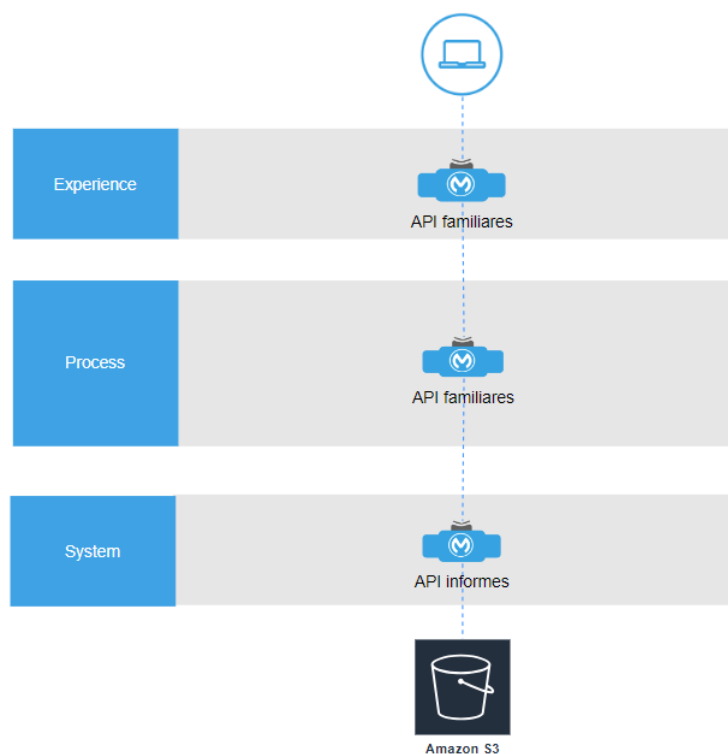 Experience
API familiares
Process
API familiares
System
API informes
Amazon S3